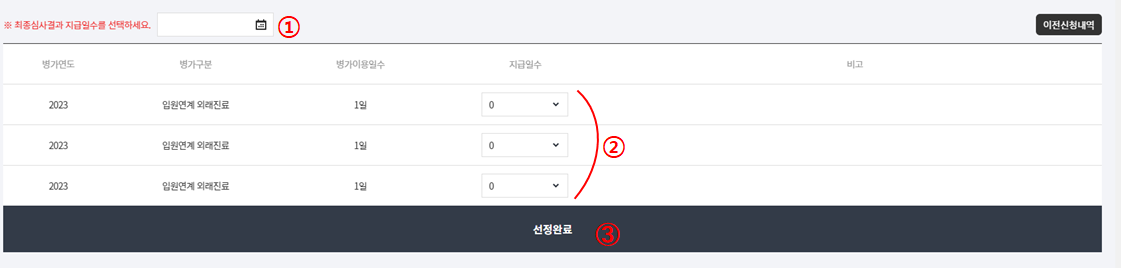 ※ 최종심사결과 지급일수를 선택하세요. ① 이전신청내역
병가연도 병가구분 병가이용일수 지급일수 비고
2023 입원연계 외래진료 1일 0
2023 입원연계 외래진료 1일 0 ②
2023 입원연계 외래진료 1일 0
선정완료 ③